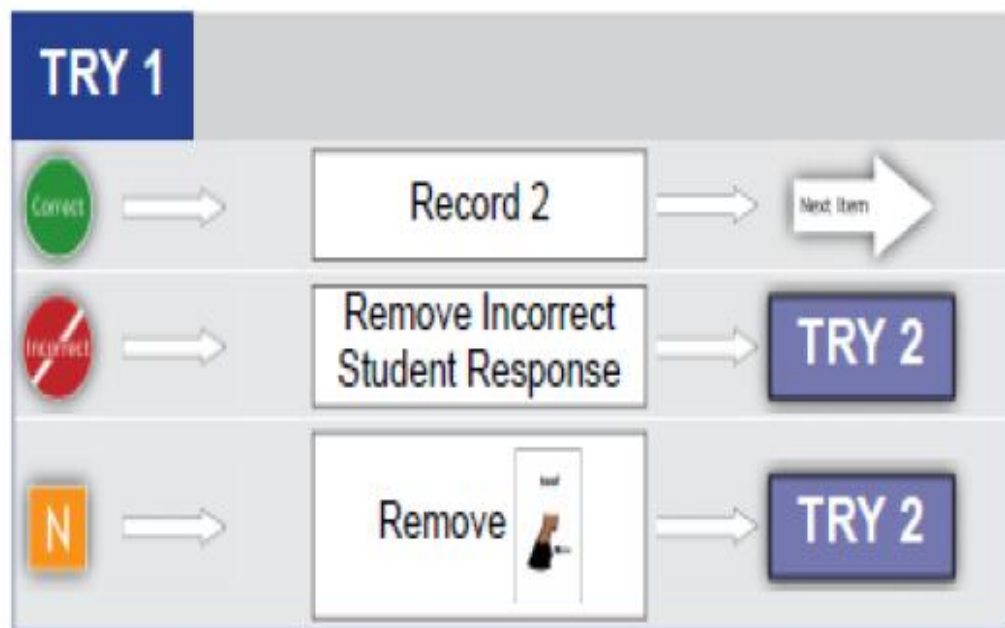 TRY 1
Correct
Record 2
Next Item
Incorrect
Remove Incorrect
Student Response
TRY 2
N
Remove
TRY 2